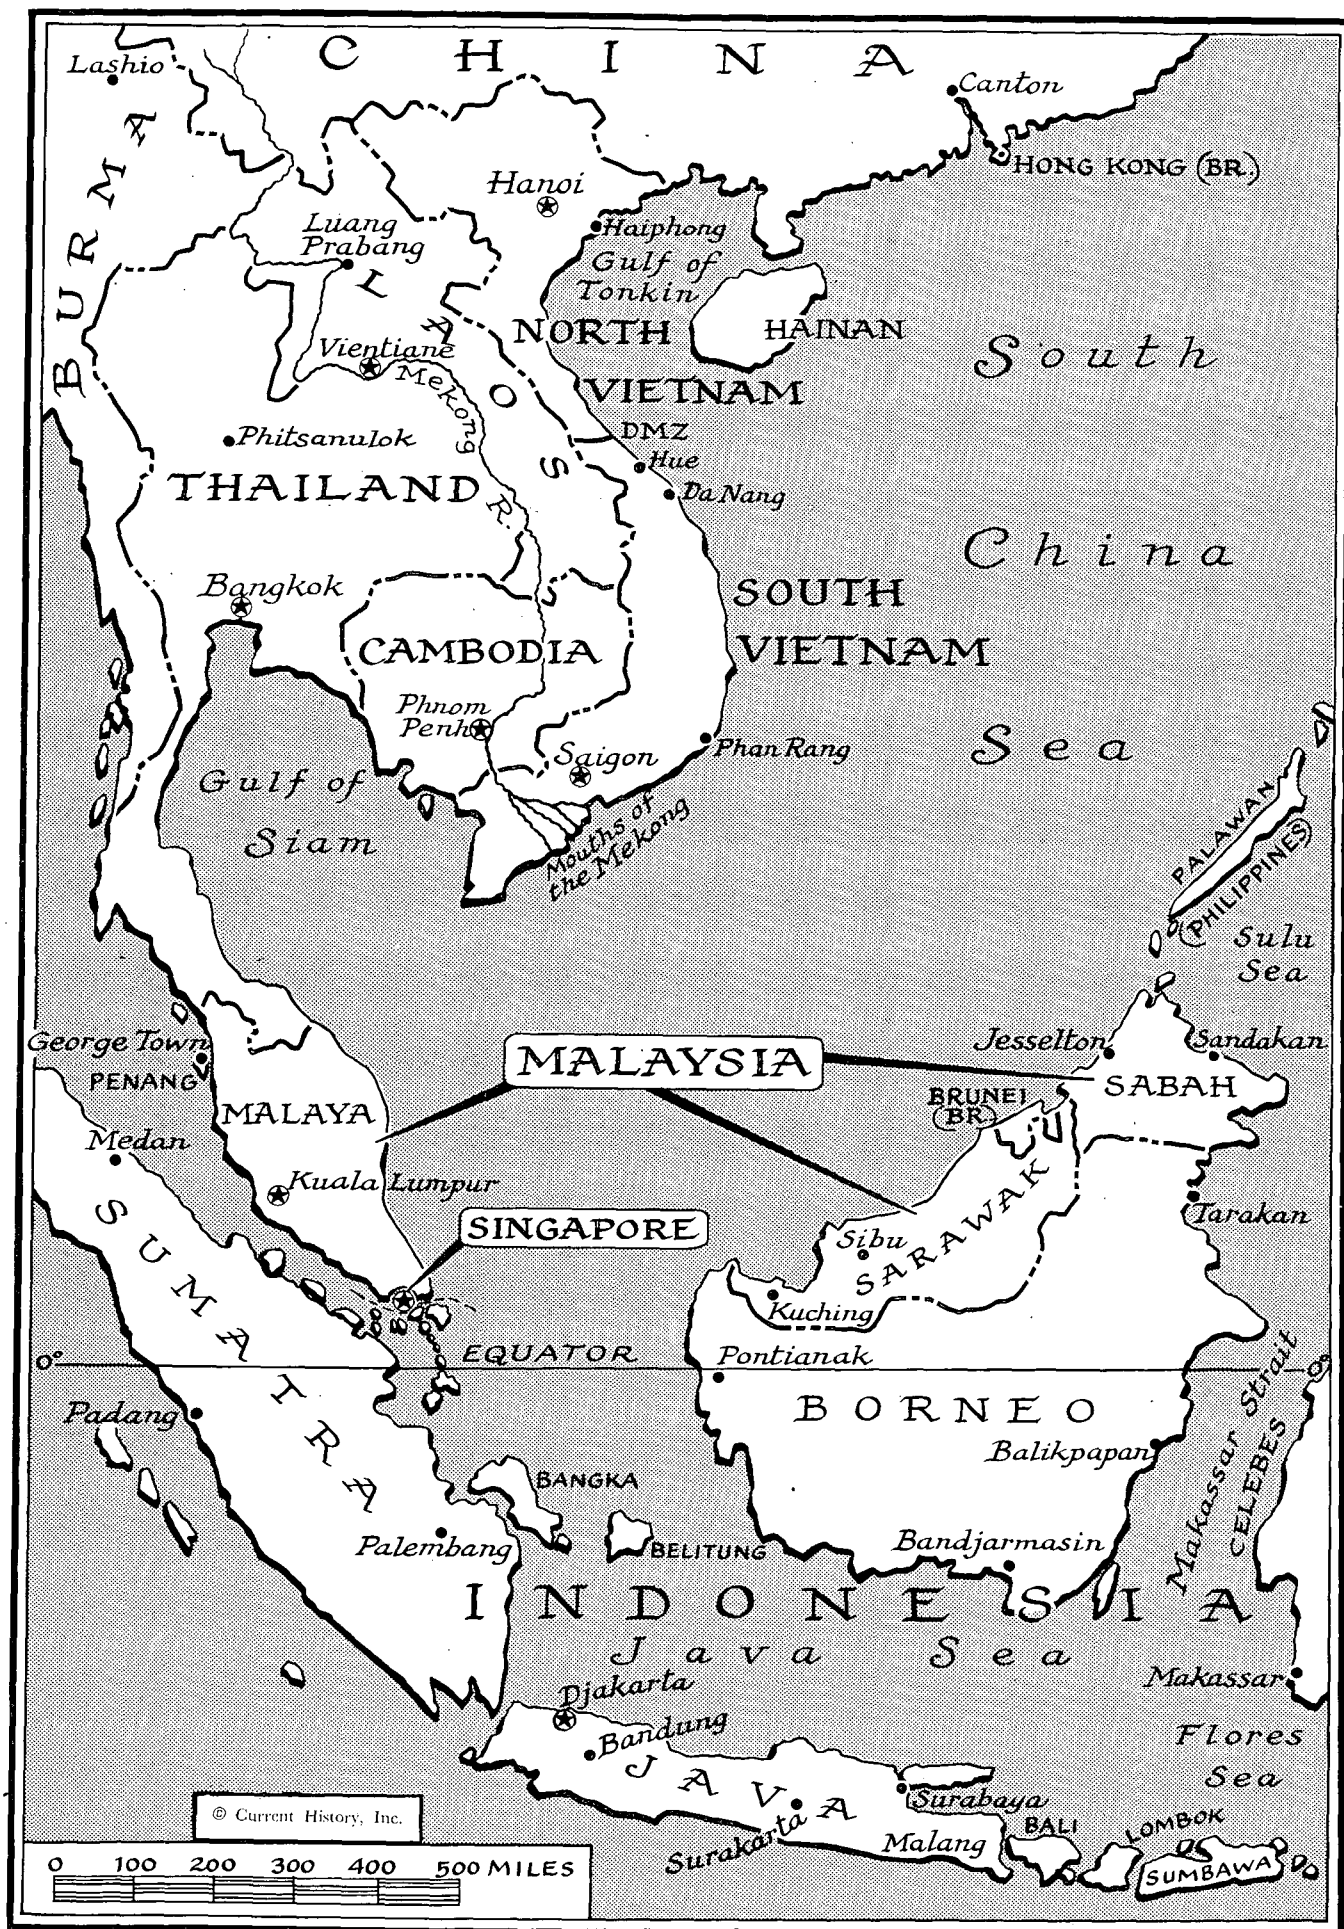 CHINA
Lashio
Canton
BURMA
HONG KONG (BR.)
Hanoi
Luang
Prabang
Haiphong
Gulf of
Tonkin
LAOS
NORTH
VIETNAM
HAINAN
South
China
Sea
Vientiane
Mekong R.
DMZ
Phitsanulok
Hue
THAILAND
Da Nang
Bangkok
SOUTH
VIETNAM
CAMBODIA
Phnom
Penh
Saigon
Phan Rang
Gulf of
Siam
Mouths of
the Mekong
PALAWAN
(PHILIPPINES)
Sulu
Sea
George Town
PENANG
MALAYSIA
Jesselton
Sandakan
SABAH
BRUNEI
(BR.)
MALAYA
Medan
Kuala Lumpur
SARAWAK
Tarakan
SINGAPORE
Sibu
SUMATRA
Kuching
0°
EQUATOR
0°
Pontianak
Padang
BORNEO
Makassar Strait
CELEBES
Balikpapan
BANGKA
Palembang
BELITUNG
Bandjarmasin
INDONESIA
Java Sea
Makassar
Djakarta
Bandung
Flores
Sea
JAVA
Surabaya
Surakarta
Malang
BALI
LOMBOK
SUMBAWA
© Current History, Inc.
0 100 200 300 400 500 MILES